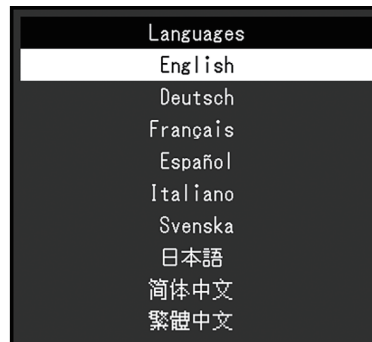 Languages
English
Deutsch
Français
Español
Italiano
Svenska
日本語
简体中文
繁體中文